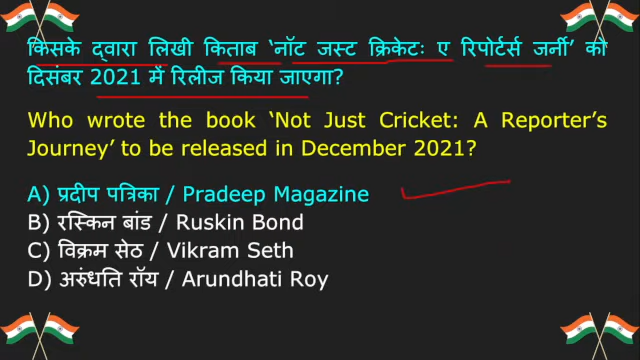 किसके द्वारा लिखी किताब ‘नॉट जस्ट क्रिकेटः ए रिपोर्टर्स जर्नी’ को
दिसंबर 2021 में रिलीज किया जाएगा?
Who wrote the book ‘Not Just Cricket: A Reporter’s
Journey’ to be released in December 2021?
A) प्रदीप पत्रिका / Pradeep Magazine
B) रस्किन बांड / Ruskin Bond
C) विक्रम सेठ / Vikram Seth
D) अरुंधति रॉय / Arundhati Roy